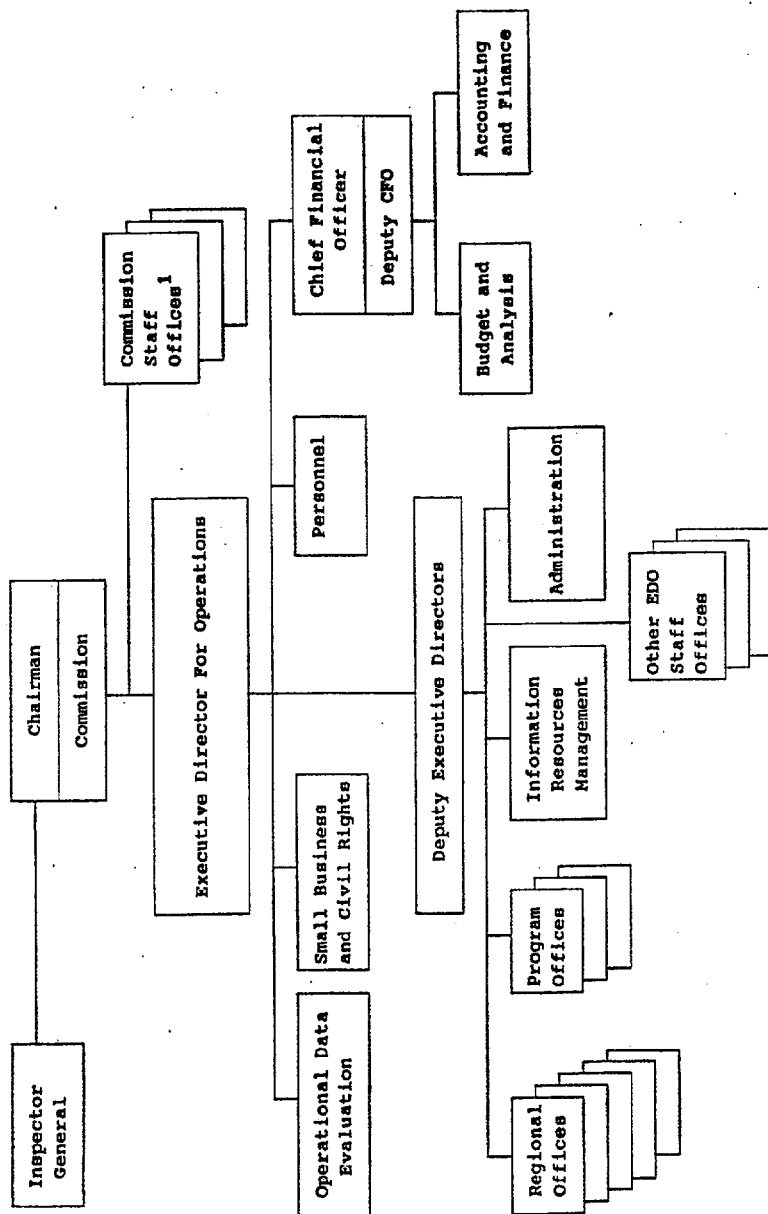 Chairman
Commission
Inspector
General
Commission
Staff
Offices1
Executive Director For Operations
Operational Data
Evaluation
Small Business
and Civil Rights
Personnel
Chief Financial
Officer
Deputy CFO
Deputy Executive Directors
Budget and
Analysis
Accounting
and Finance
Regional
Offices
Program
Offices
Information
Resources
Management
Administration
Other EDO
Staff
Offices